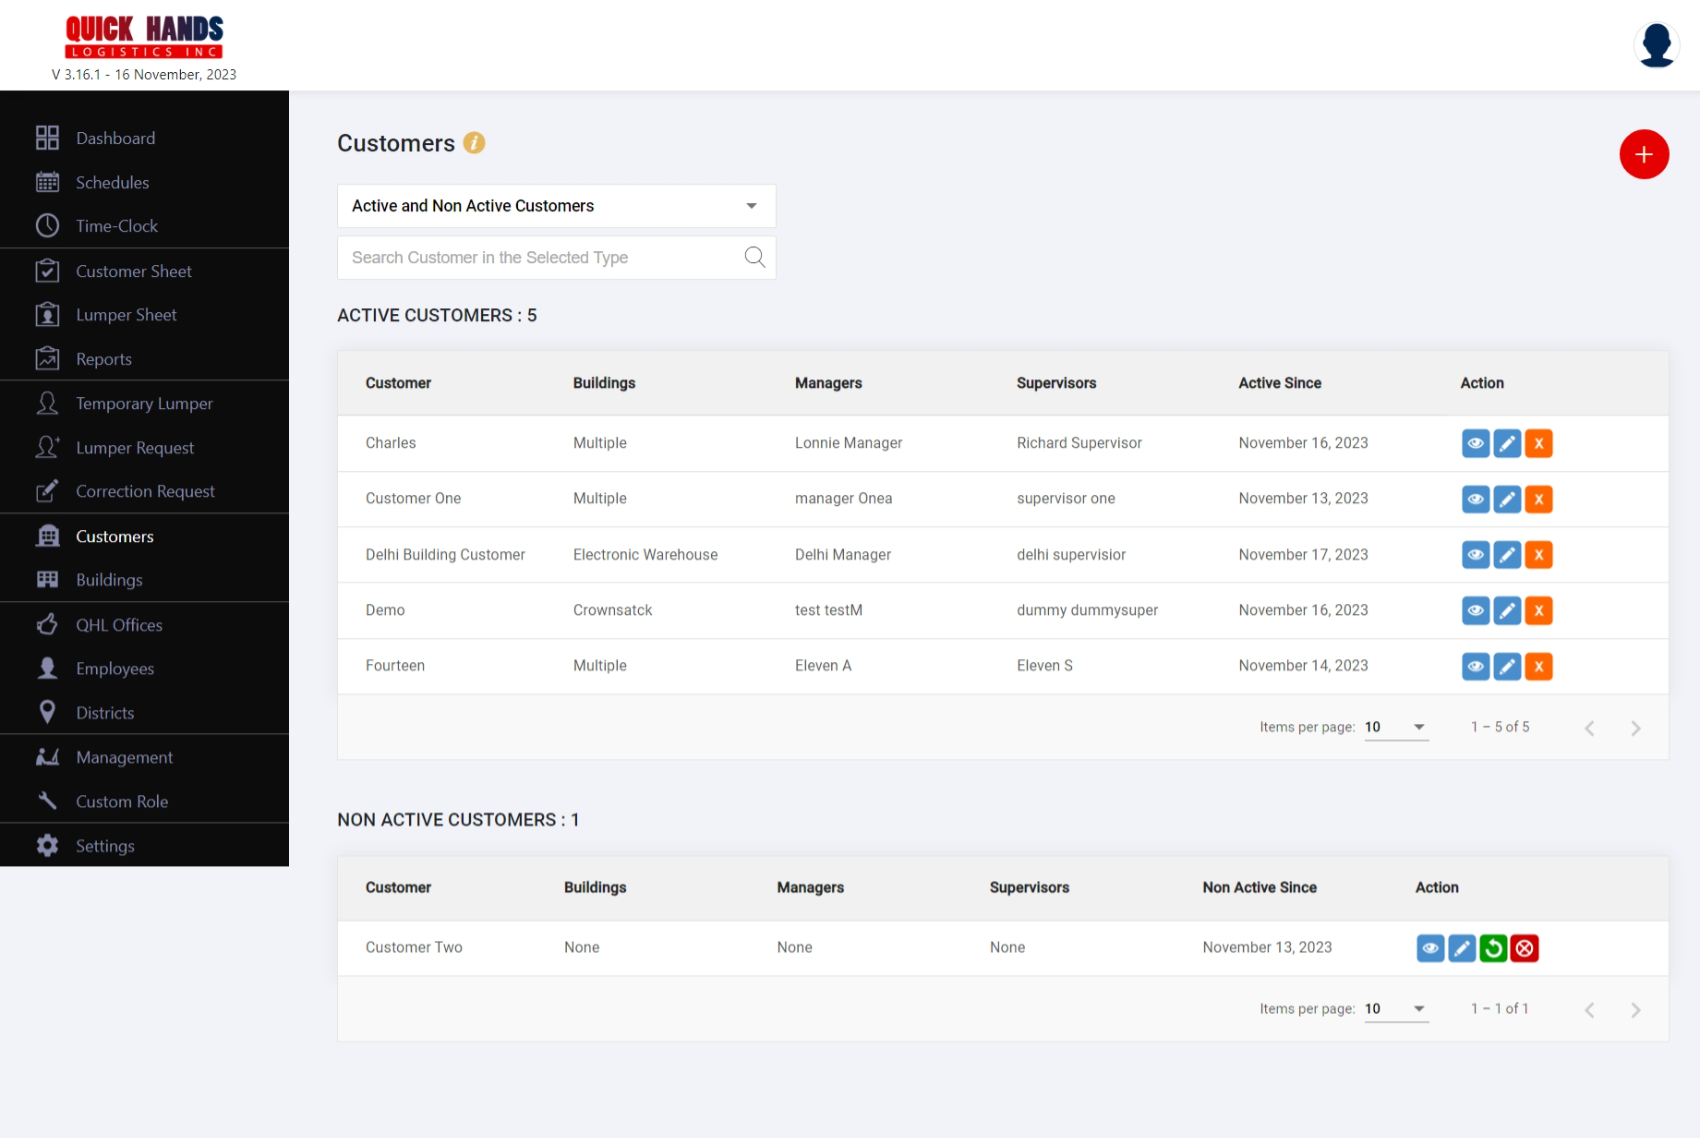 QUICK HANDS
LOGISTICS INC
V 3.16.1 - 16 November, 2023
Dashboard
Schedules
Time-Clock
Customer Sheet
Lumper Sheet
Reports
Temporary Lumper
Lumper Request
Correction Request
Customers
Buildings
QHL Offices
Employees
Districts
Management
Custom Role
Settings
Customers i
Active and Non Active Customers
Search Customer in the Selected Type
ACTIVE CUSTOMERS : 5
Customer Buildings Managers Supervisors Active Since Action
Charles Multiple Lonnie Manager Richard Supervisor November 16, 2023 X
Customer One Multiple manager Onea supervisor one November 13, 2023 X
Delhi Building Customer Electronic Warehouse Delhi Manager delhi supervisior November 17, 2023 X
Demo Crownsatck test testM dummy dummysuper November 16, 2023 X
Fourteen Multiple Eleven A Eleven S November 14, 2023 X
Items per page: 10 1 – 5 of 5
NON ACTIVE CUSTOMERS : 1
Customer Buildings Managers Supervisors Non Active Since Action
Customer Two None None None November 13, 2023
Items per page: 10 1 – 1 of 1